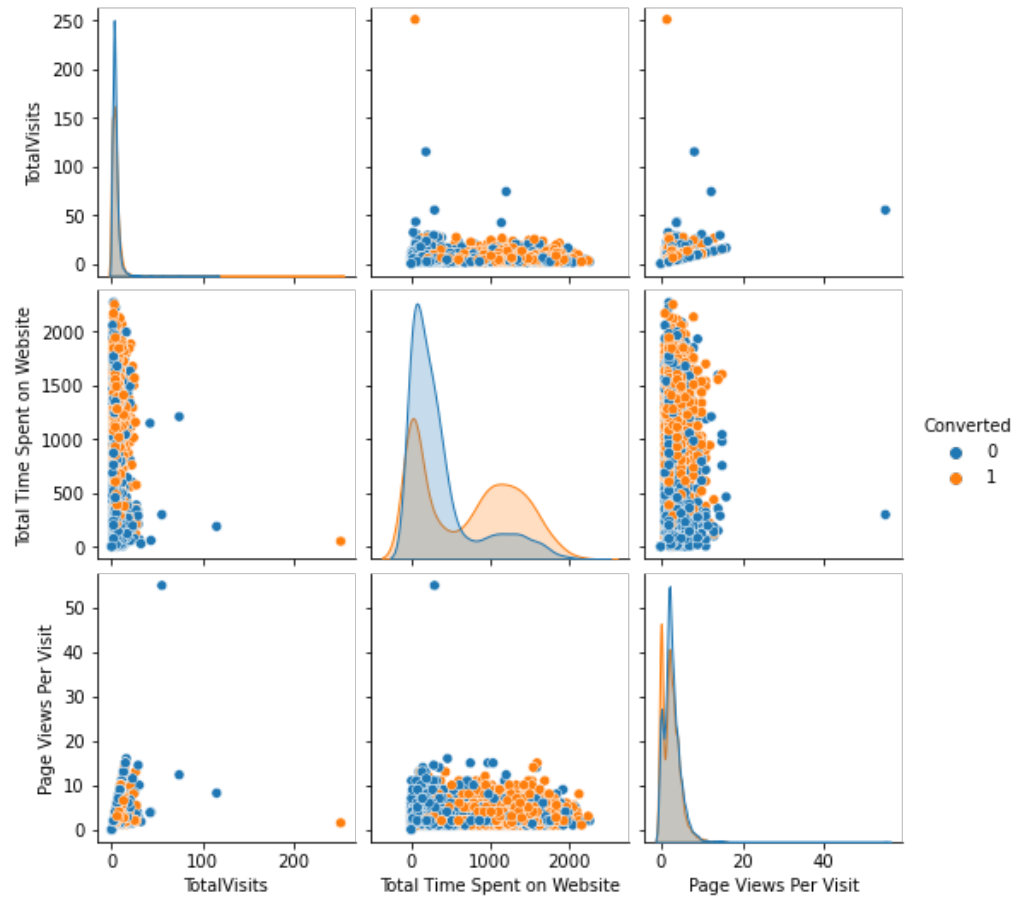 TotalVisits
250
200
150
100
50
0
Total Time Spent on Website
2000
1500
1000
500
0
Converted
0
1
Page Views Per Visit
50
40
30
20
10
0
0 100 200
TotalVisits
0 1000 2000
Total Time Spent on Website
0 20 40
Page Views Per Visit